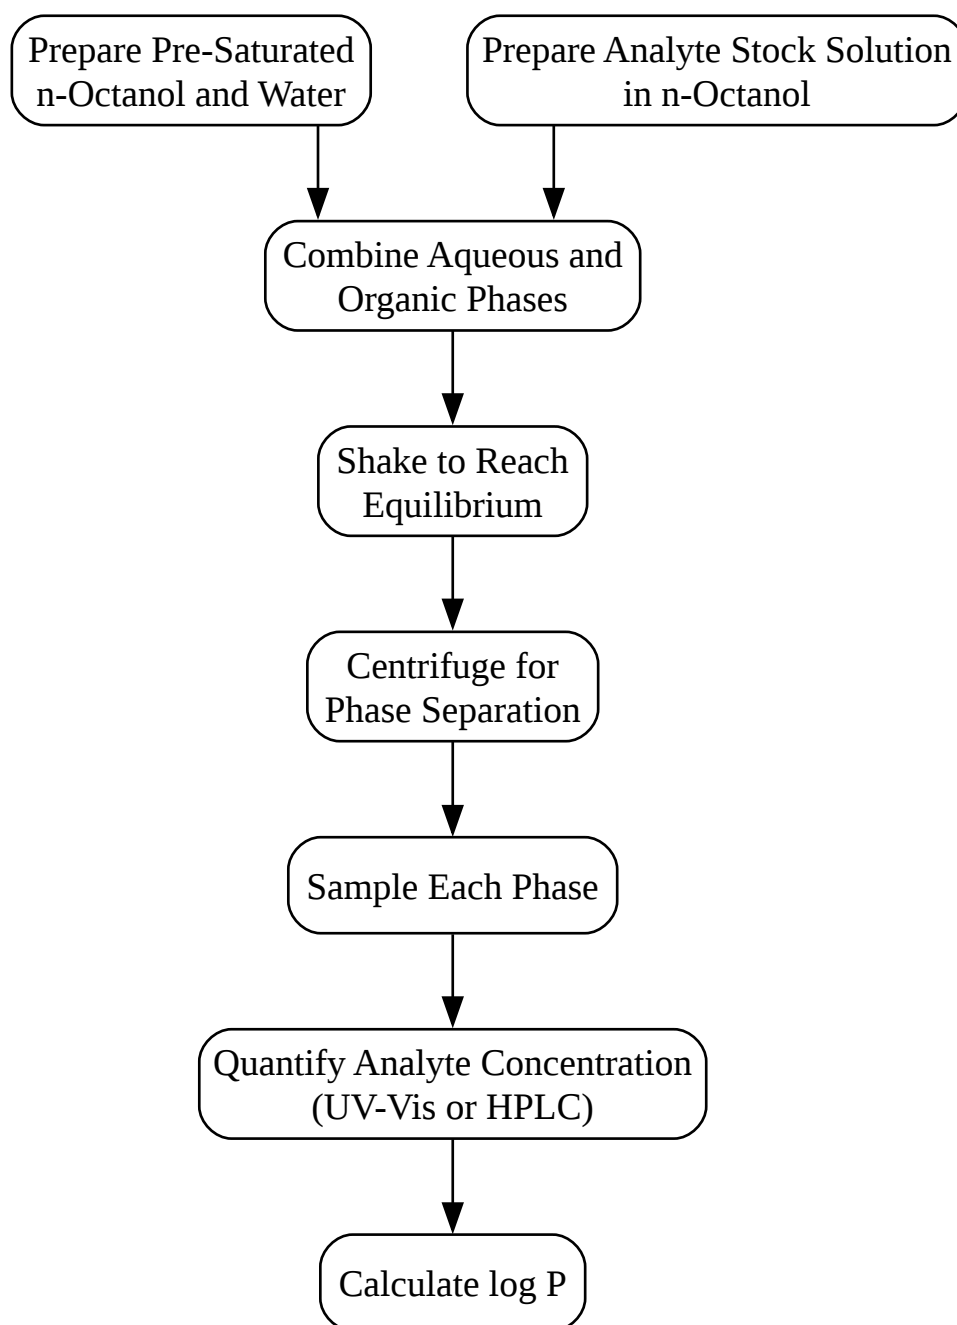 Prepare Pre-Saturated
n-Octanol and Water
Prepare Analyte Stock Solution
in n-Octanol
Combine Aqueous and
Organic Phases
Shake to Reach
Equilibrium
Centrifuge for
Phase Separation
Sample Each Phase
Quantify Analyte Concentration
(UV-Vis or HPLC)
Calculate log P